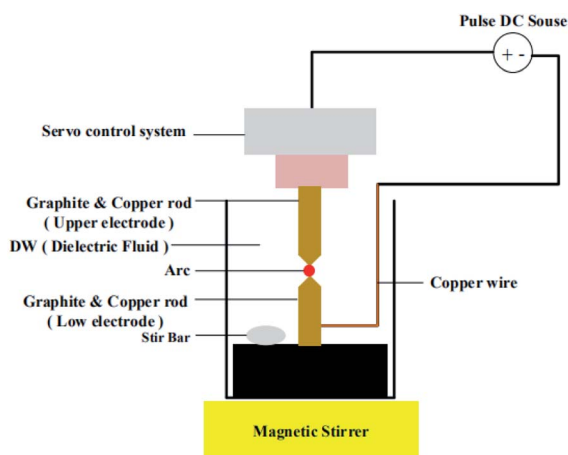 Pulse DC Souse
+ -
Servo control system
Graphite & Copper rod
( Upper electrode )
DW ( Dielectric Fluid )
Arc
Graphite & Copper rod
( Low electrode )
Copper wire
Stir Bar
Magnetic Stirrer